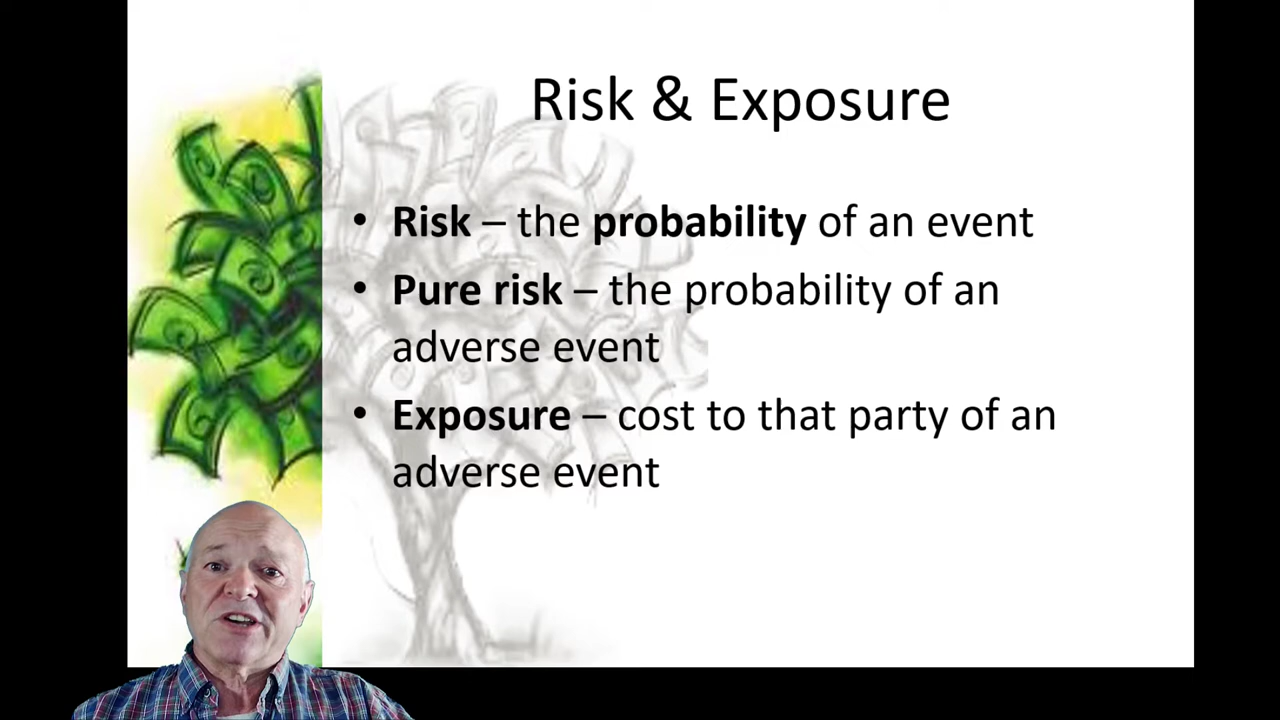 Risk & Exposure
• Risk – the probability of an event
• Pure risk – the probability of an
adverse event
• Exposure – cost to that party of an
adverse event